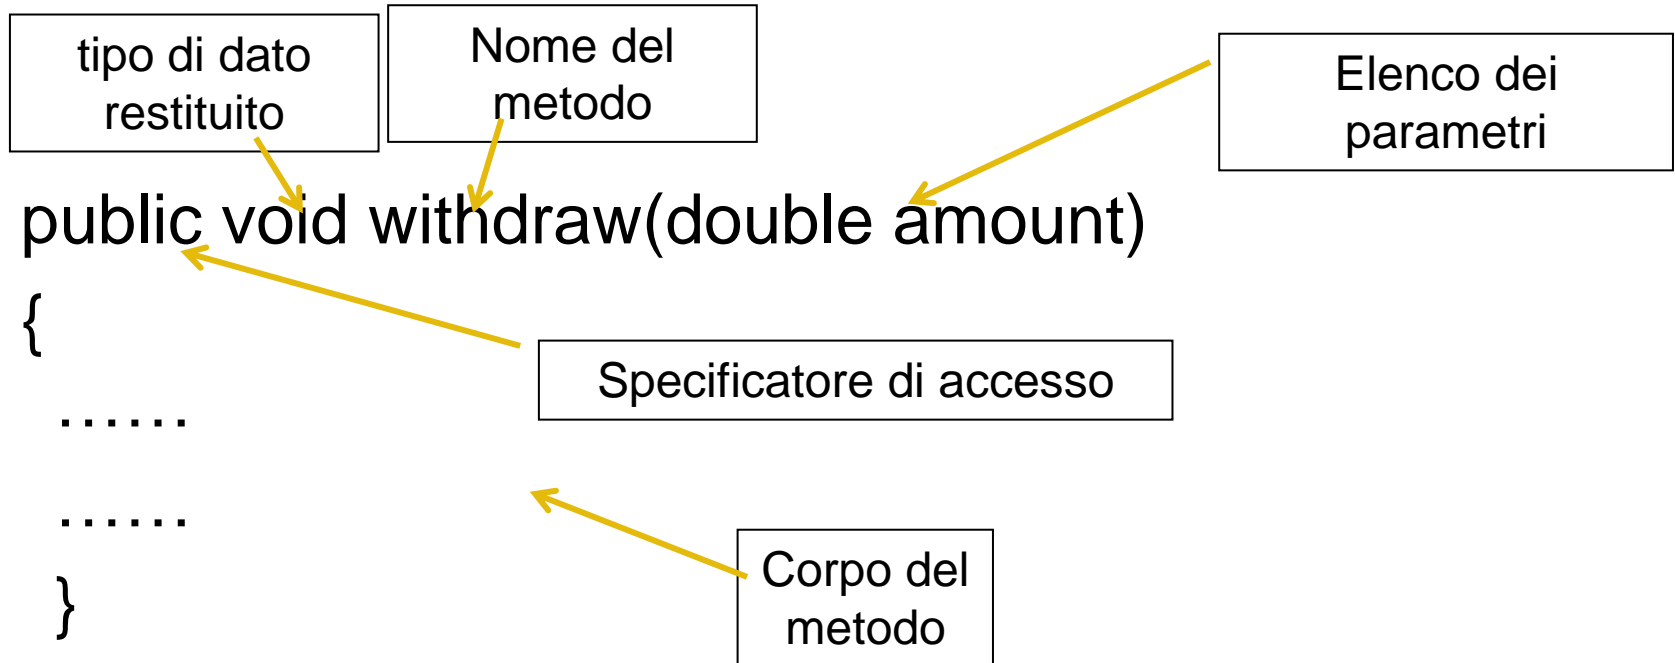 tipo di dato
restituito
Nome del
metodo
Elenco dei
parametri
public void withdraw(double amount)
{
Specificatore di accesso
……
……
Corpo del
metodo
}